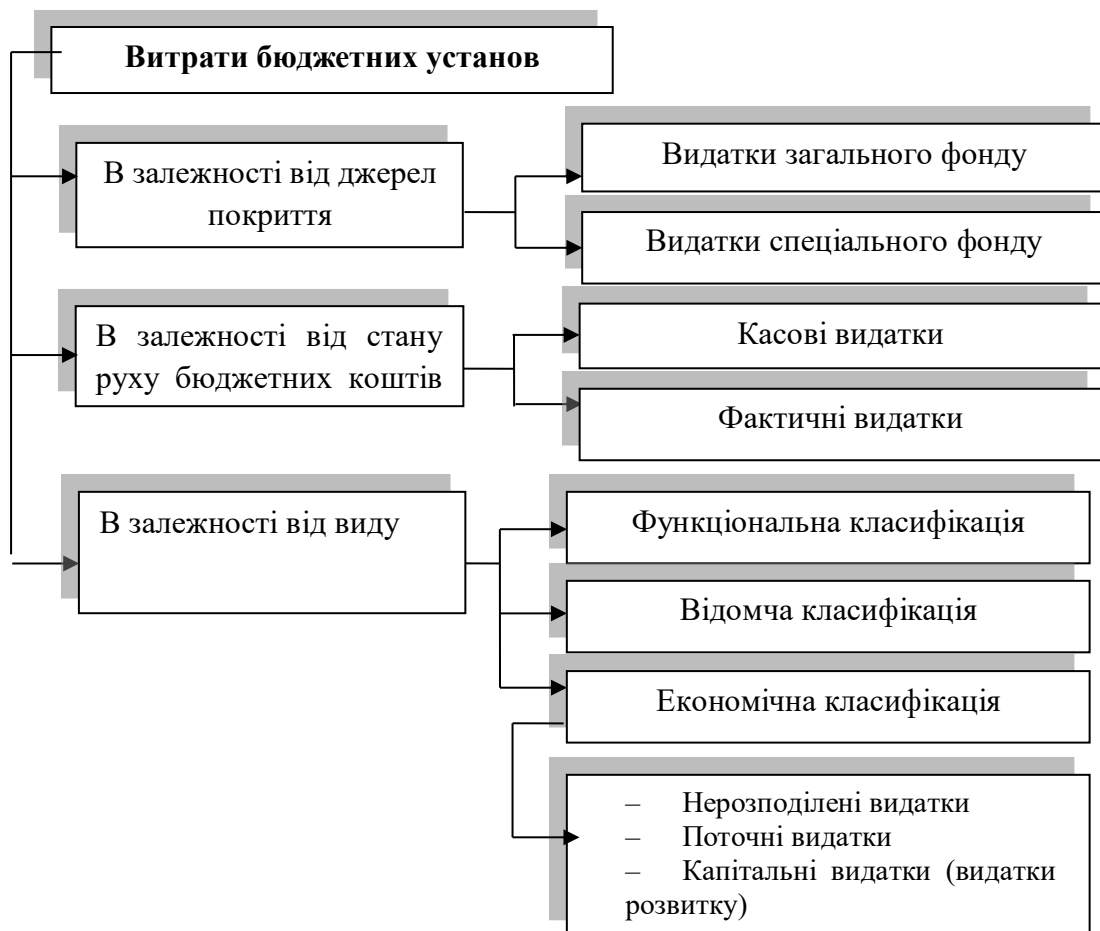 Витрати бюджетних установ
В залежності від джерел
покриття
Видатки загального фонду
Видатки спеціального фонду
В залежності від стану
руху бюджетних коштів
Касові видатки
Фактичні видатки
В залежності від виду
Функціональна класифікація
Відомча класифікація
Економічна класифікація
– Нерозподілені видатки
– Поточні видатки
– Капітальні видатки (видатки
розвитку)